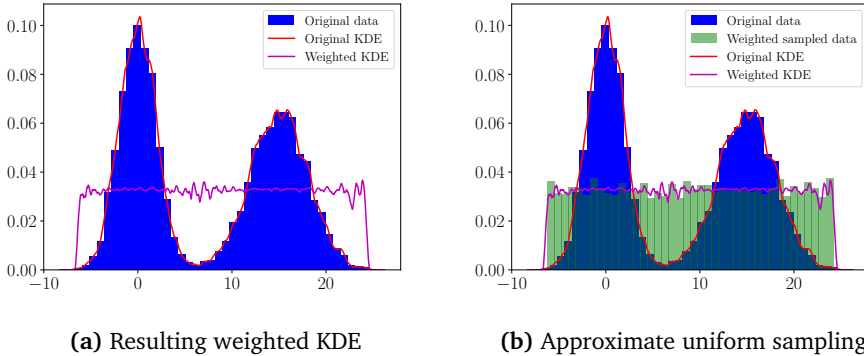 0.10
0.08
0.06
0.04
0.02
0.00
−10
0
10
20
Original data
Original KDE
Weighted KDE
(a) Resulting weighted KDE
0.10
0.08
0.06
0.04
0.02
0.00
−10
0
10
20
Original data
Weighted sampled data
Original KDE
Weighted KDE
(b) Approximate uniform sampling